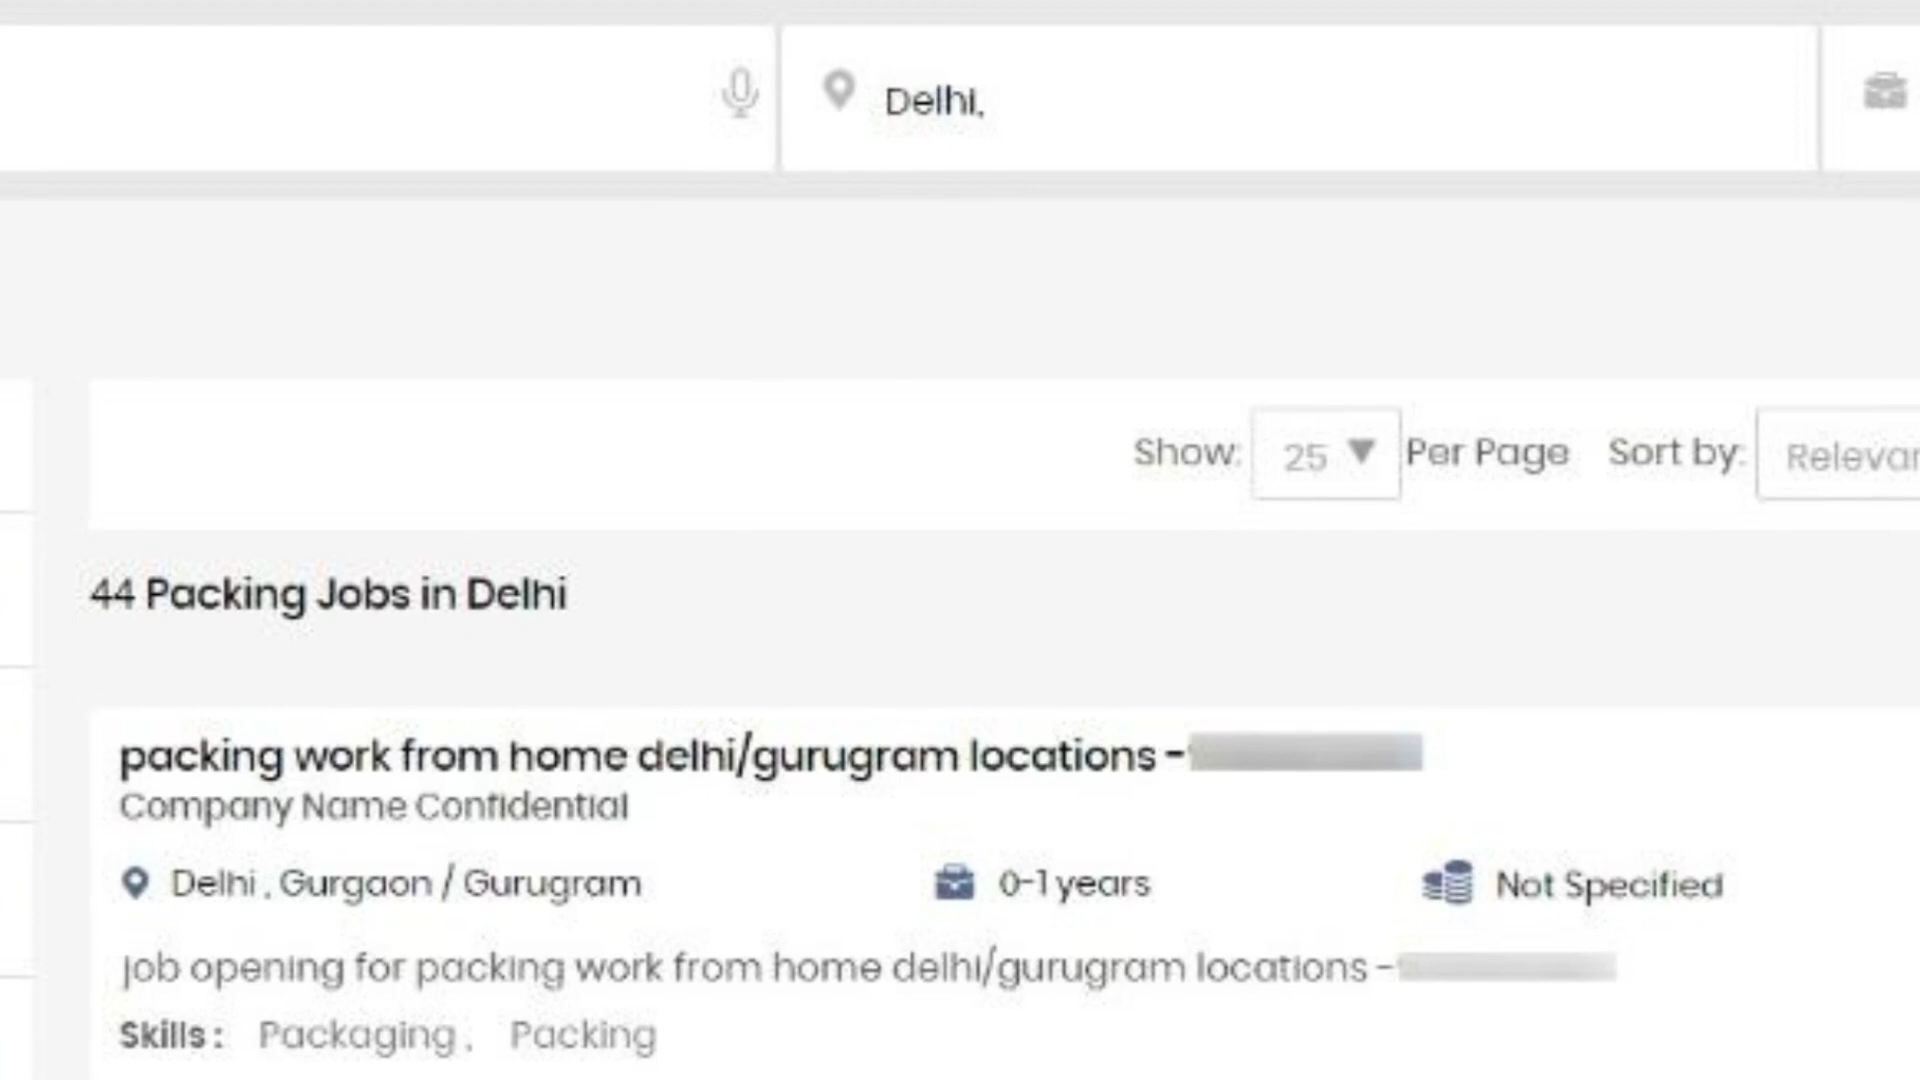 Delhi,
Show: 25 Per Page Sort by:
44 Packing Jobs in Delhi
packing work from home delhi/gurugram locations -
Company Name Confidential
Delhi , Gurgaon / Gurugram 0-1 years Not Specified
job opening for packing work from home delhi/gurugram locations -
Skills : Packaging , Packing